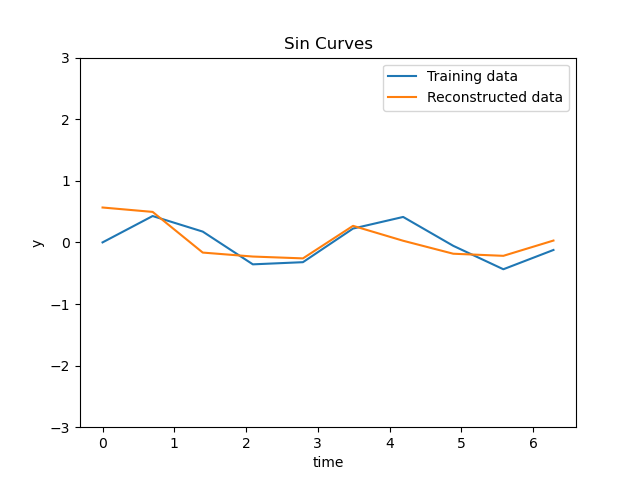 Sin Curves
Training data
Reconstructed data
3
2
1
0
−1
−2
−3
y
0 1 2 3 4 5 6
time